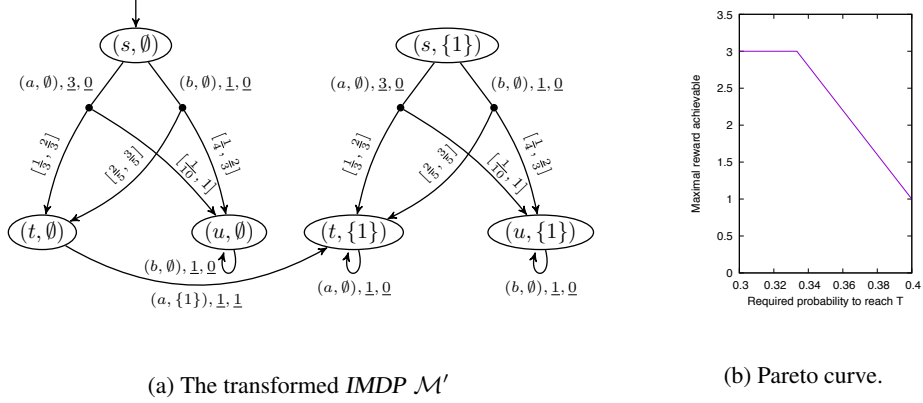 (s, ∅)
(s, {1})
(a, ∅), 3, 0
(b, ∅), 1, 0
(a, ∅), 3, 0
(b, ∅), 1, 0
[1/3, 2/3]
[2/5, 3/5]
[1/10, 1]
[1/4, 2/3]
[1/3, 2/3]
[2/5, 3/5]
[1/10, 1]
[1/4, 2/3]
(t, ∅)
(u, ∅)
(t, {1})
(u, {1})
(b, ∅), 1, 0
(a, {1}), 1, 1
(a, ∅), 1, 0
(b, ∅), 1, 0
(a) The transformed IMDP M′
Maximal reward achievable
3.5
3
2.5
2
1.5
1
0.5
0
0.3 0.32 0.34 0.36 0.38 0.4
Required probability to reach T
(b) Pareto curve.